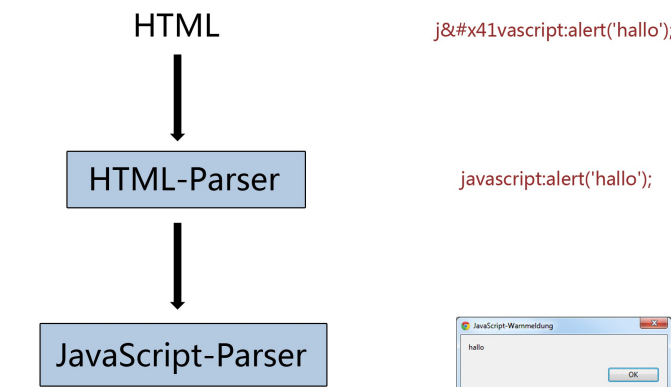 HTML
j&#x41vascript:alert('hallo');
HTML-Parser
javascript:alert('hallo');
JavaScript-Warnmeldung
hallo
OK
JavaScript-Parser